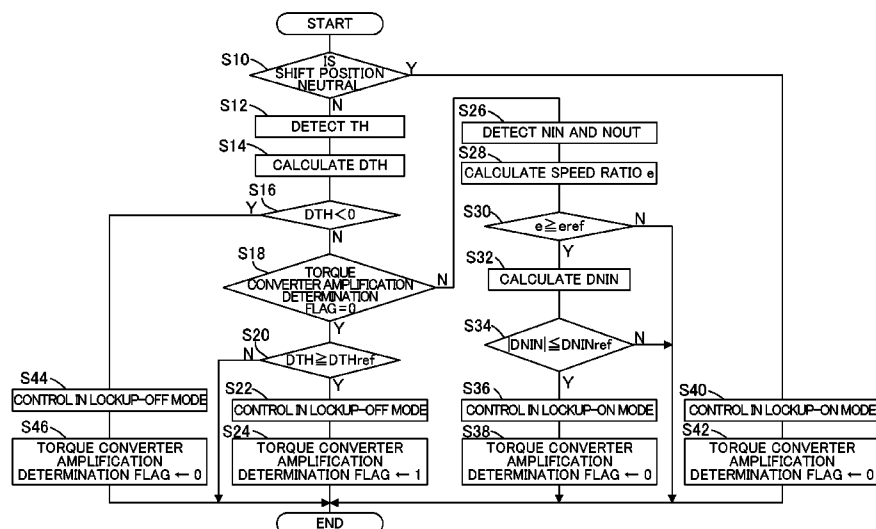 START
S10
IS
SHIFT POSITION
NEUTRAL
Y
N
S12
DETECT TH
S14
CALCULATE DTH
S16
Y
DTH<0
N
S18
TORQUE
CONVERTER AMPLIFICATION
DETERMINATION
FLAG=0
N
Y
S20
N
DTH≧DTHref
Y
S22
CONTROL IN LOCKUP-OFF MODE
S24
TORQUE CONVERTER
AMPLIFICATION
DETERMINATION FLAG ← 1
S26
DETECT NIN AND NOUT
S28
CALCULATE SPEED RATIO e
S30
e≧eref
N
Y
S32
CALCULATE DNIN
S34
|DNIN|≦DNINref
N
Y
S36
CONTROL IN LOCKUP-ON MODE
S38
TORQUE CONVERTER
AMPLIFICATION
DETERMINATION FLAG ← 0
S40
CONTROL IN LOCKUP-ON MODE
S42
TORQUE CONVERTER
AMPLIFICATION
DETERMINATION FLAG ← 0
S44
CONTROL IN LOCKUP-OFF MODE
S46
TORQUE CONVERTER
AMPLIFICATION
DETERMINATION FLAG ← 0
END